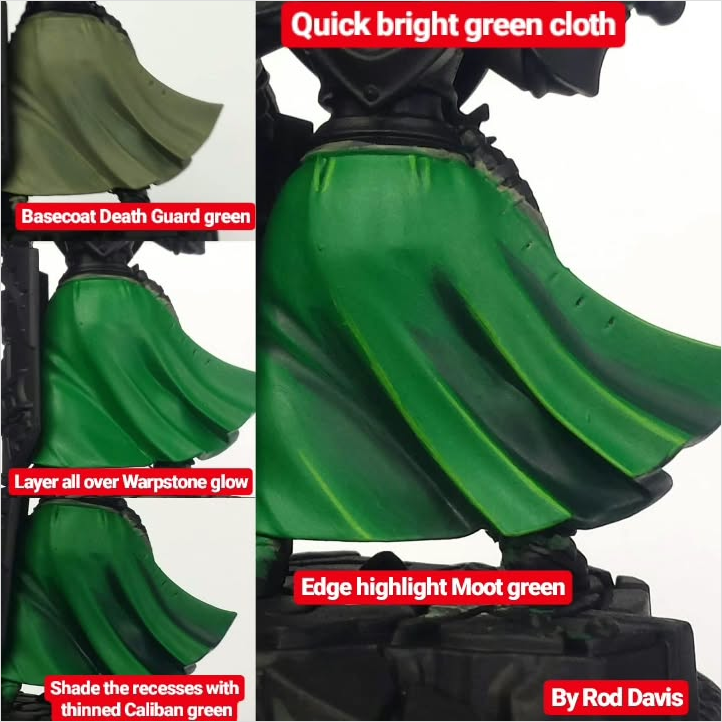 Quick bright green cloth
Basecoat Death Guard green
Layer all over Warpstone glow
Shade the recesses with
thinned Caliban green
Edge highlight Moot green
By Rod Davis